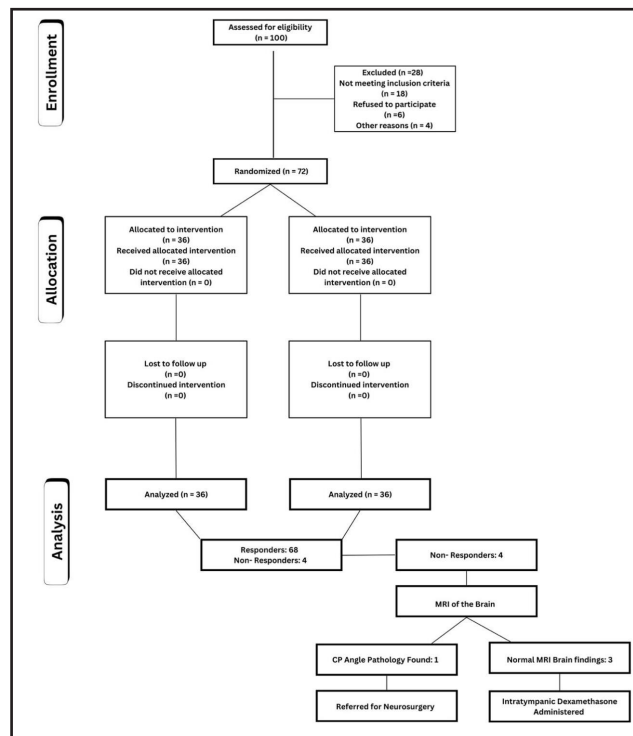 Enrollment
Assessed for eligibility
(n = 100)
Excluded (n =28)
Not meeting inclusion criteria
(n = 18)
Refused to participate
(n =6)
Other reasons (n = 4)
Randomized (n = 72)
Allocation
Allocated to intervention
(n = 36)
Received allocated intervention
(n = 36)
Did not receive allocated
intervention (n = 0)
Allocated to intervention
(n = 36)
Received allocated intervention
(n = 36)
Did not receive allocated
intervention (n = 0)
Lost to follow up
(n =0)
Discontinued intervention
(n =0)
Lost to follow up
(n =0)
Discontinued intervention
(n =0)
Analysis
Analyzed (n = 36)
Analyzed (n = 36)
Responders: 68
Non- Responders: 4
Non- Responders: 4
MRI of the Brain
CP Angle Pathology Found: 1
Normal MRI Brain findings: 3
Referred for Neurosurgery
Intratympanic Dexamethasone
Administered